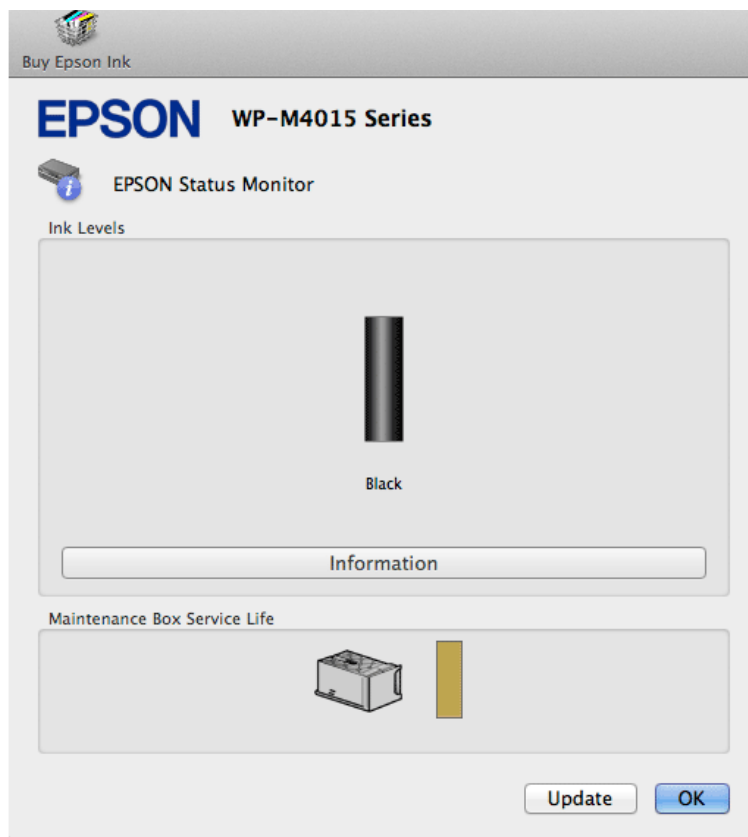 Buy Epson Ink
EPSON WP-M4015 Series
EPSON Status Monitor
Ink Levels
Black
Information
Maintenance Box Service Life
Update OK